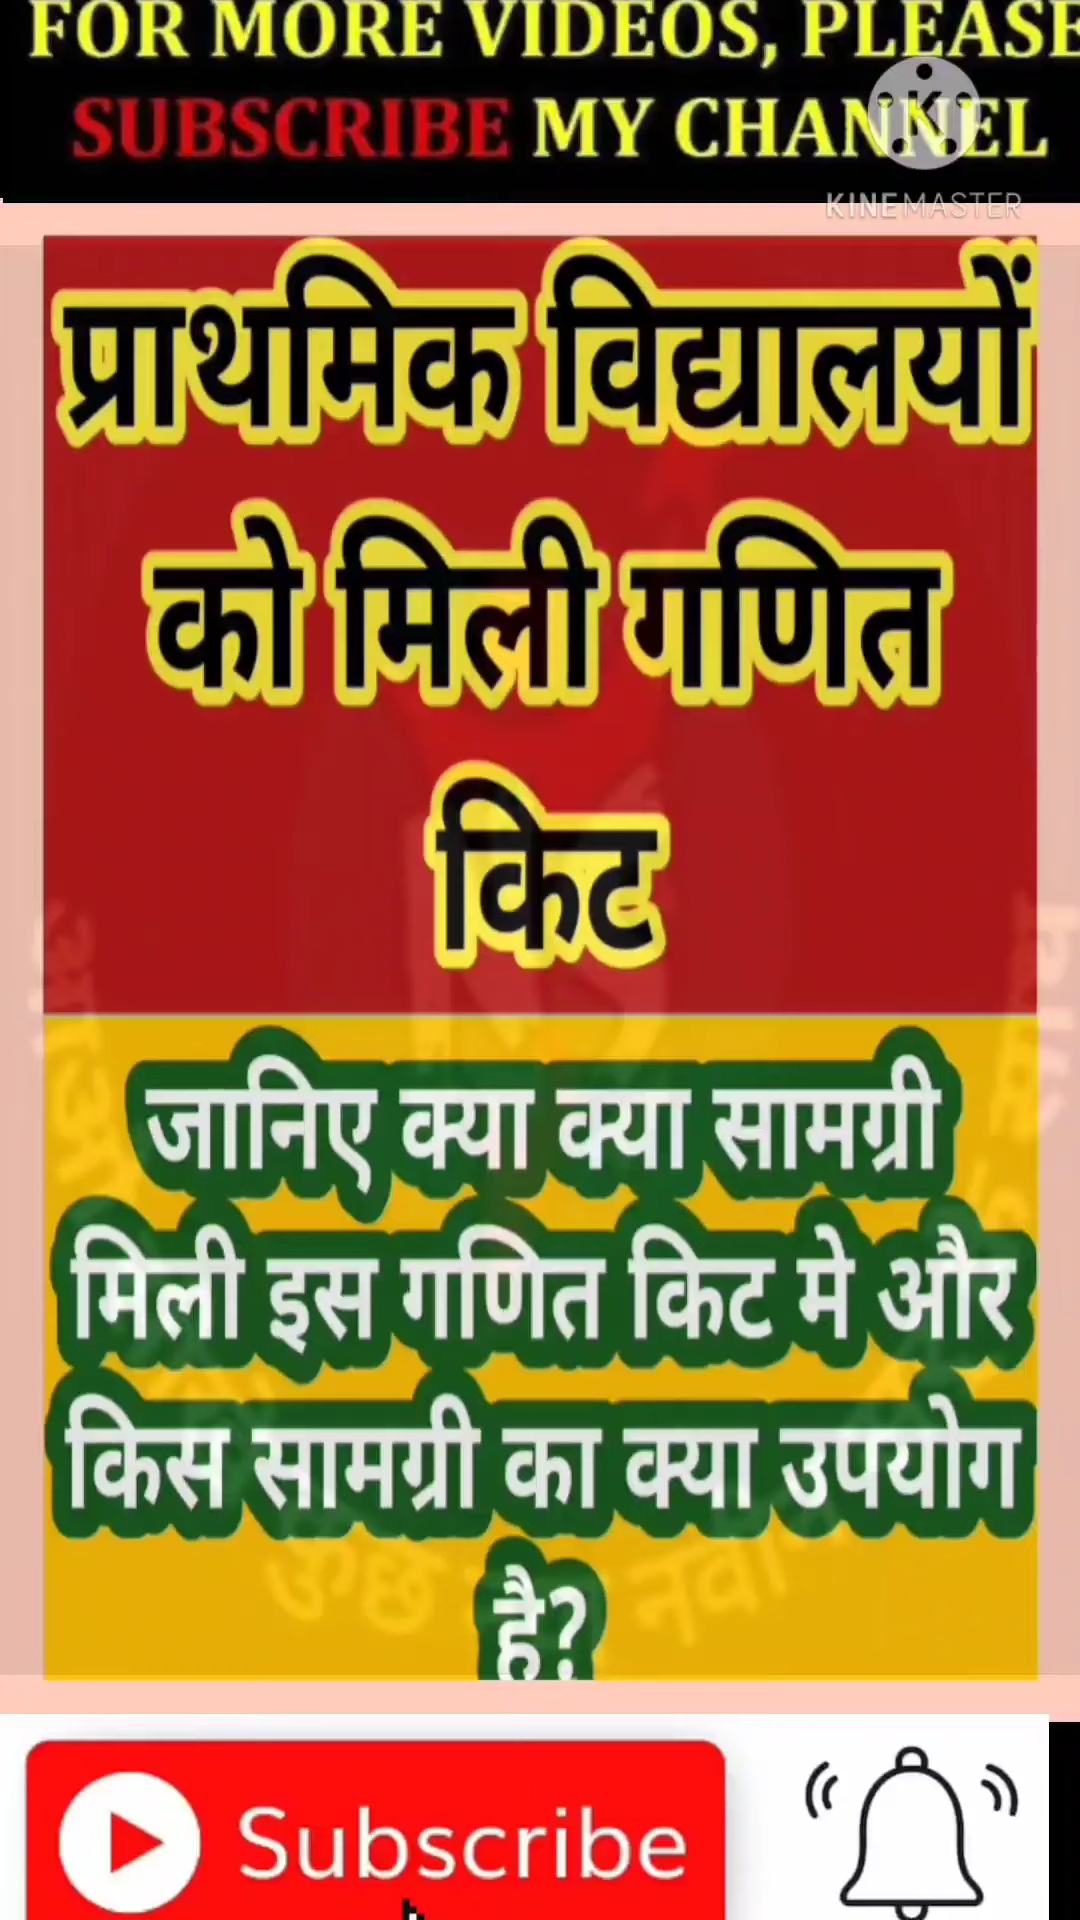 FOR MORE VIDEOS, PLEASE
SUBSCRIBE MY CHANNEL
KINEMASTER
प्राथमिक विद्यालयों
को मिली गणित
किट
जानिए क्या क्या सामग्री
मिली इस गणित किट मे और
किस सामग्री का क्या उपयोग
है?
Subscribe